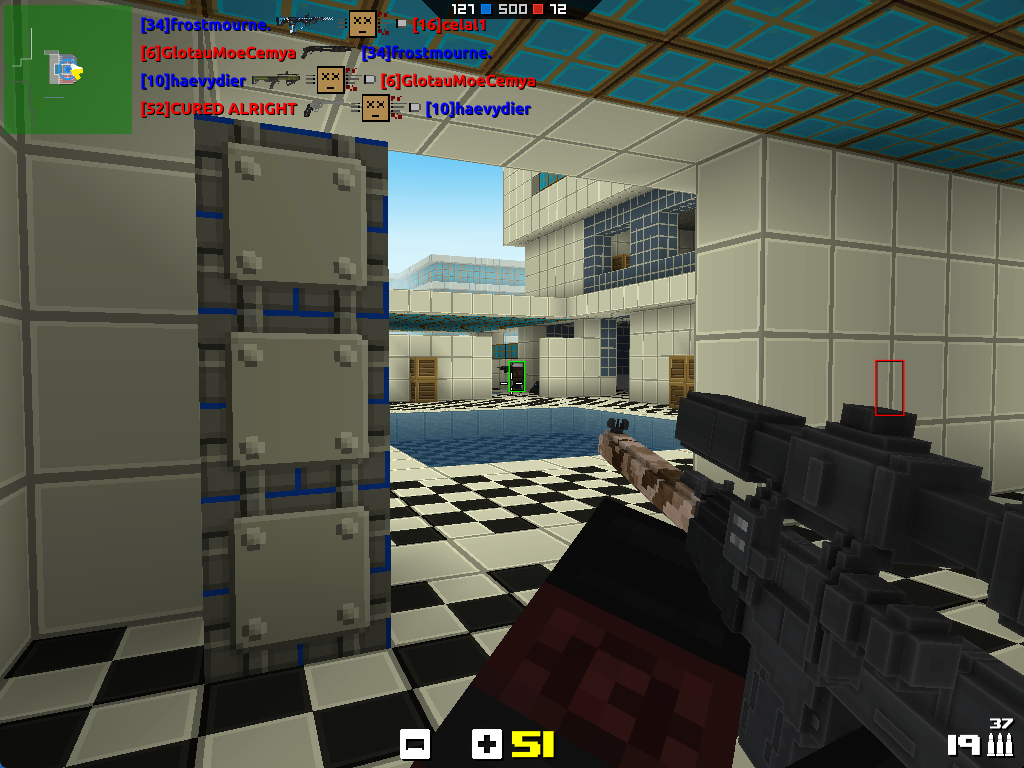 127 500 72
[34]frostmourne. [16]celal1
[6]GlotauMoeCemya [34]frostmourne.
[10]haevydier [6]GlotauMoeCemya
[52]CURED ALRIGHT [10]haevydier
37
51 19